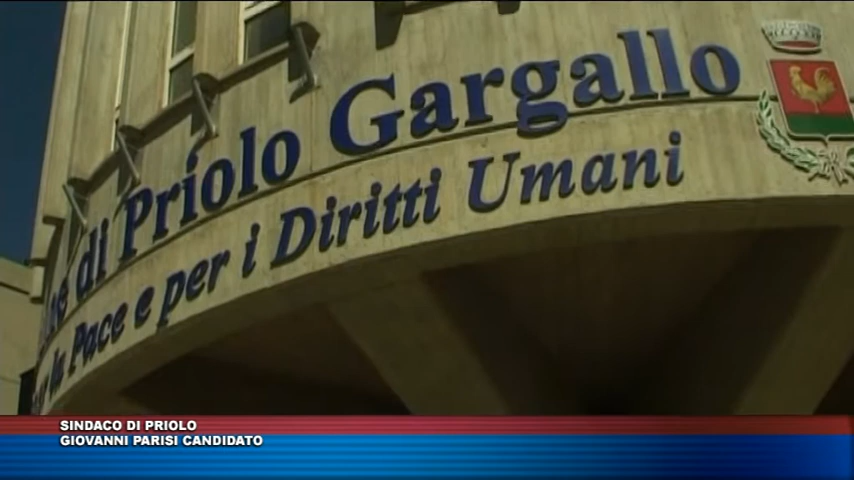 di Priolo Gargallo
la Pace e per i Diritti Umani
SINDACO DI PRIOLO
GIOVANNI PARISI CANDIDATO